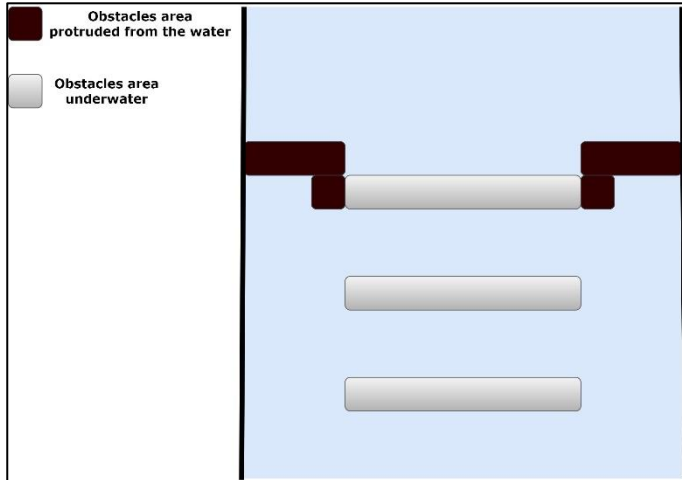 Obstacles area
protruded from the water
Obstacles area
underwater